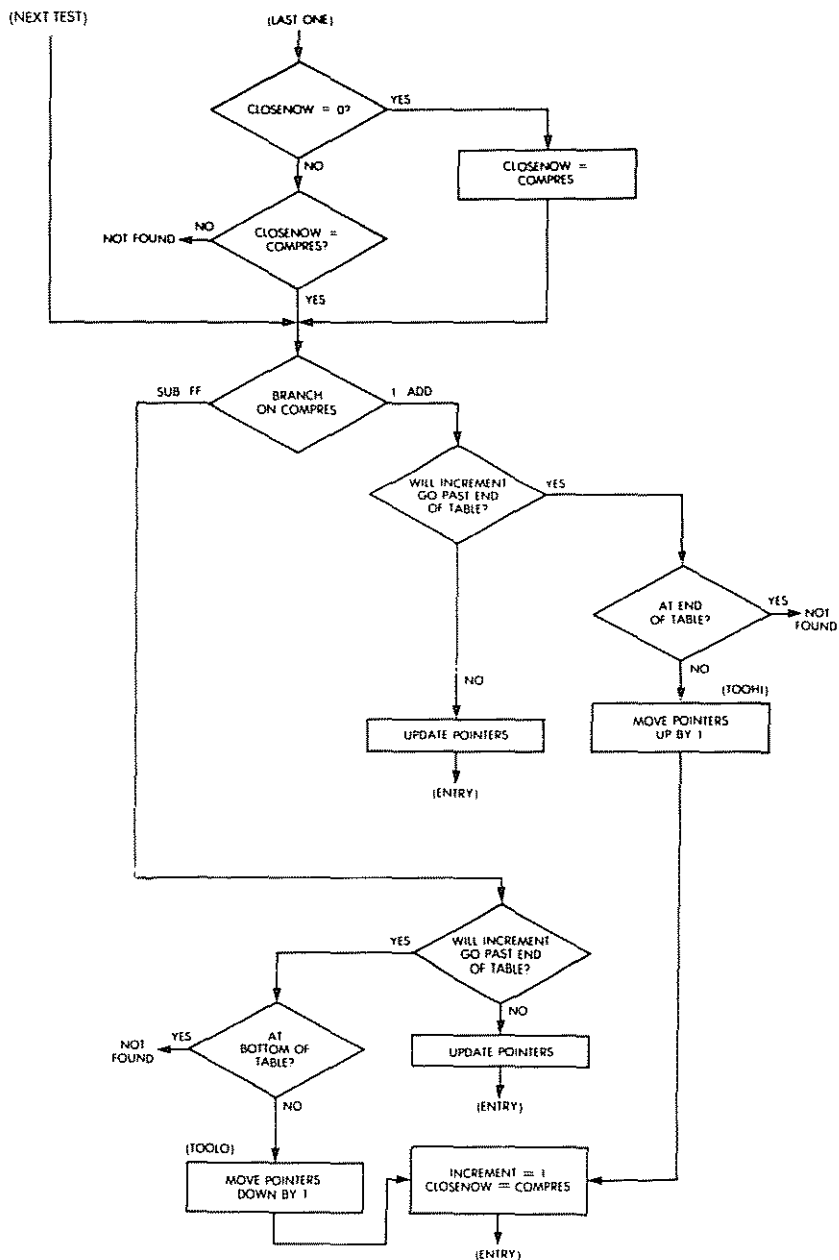 (NEXT TEST)
(LAST ONE)
CLOSENOW = 0?
YES
NO
CLOSENOW =
COMPRES
CLOSENOW =
COMPRES?
NO
NOT FOUND
YES
SUB FF
BRANCH
ON COMPRES
1 ADD
WILL INCREMENT
GO PAST END
OF TABLE?
YES
AT END
OF TABLE?
YES
NOT
FOUND
NO
NO
(TOOHI)
UPDATE POINTERS
MOVE POINTERS
UP BY 1
(ENTRY)
YES
WILL INCREMENT
GO PAST END
OF TABLE?
NO
NOT
FOUND
YES
AT
BOTTOM OF
TABLE?
UPDATE POINTERS
NO
(ENTRY)
(TOOLO)
MOVE POINTERS
DOWN BY 1
INCREMENT = 1
CLOSENOW = COMPRES
(ENTRY)